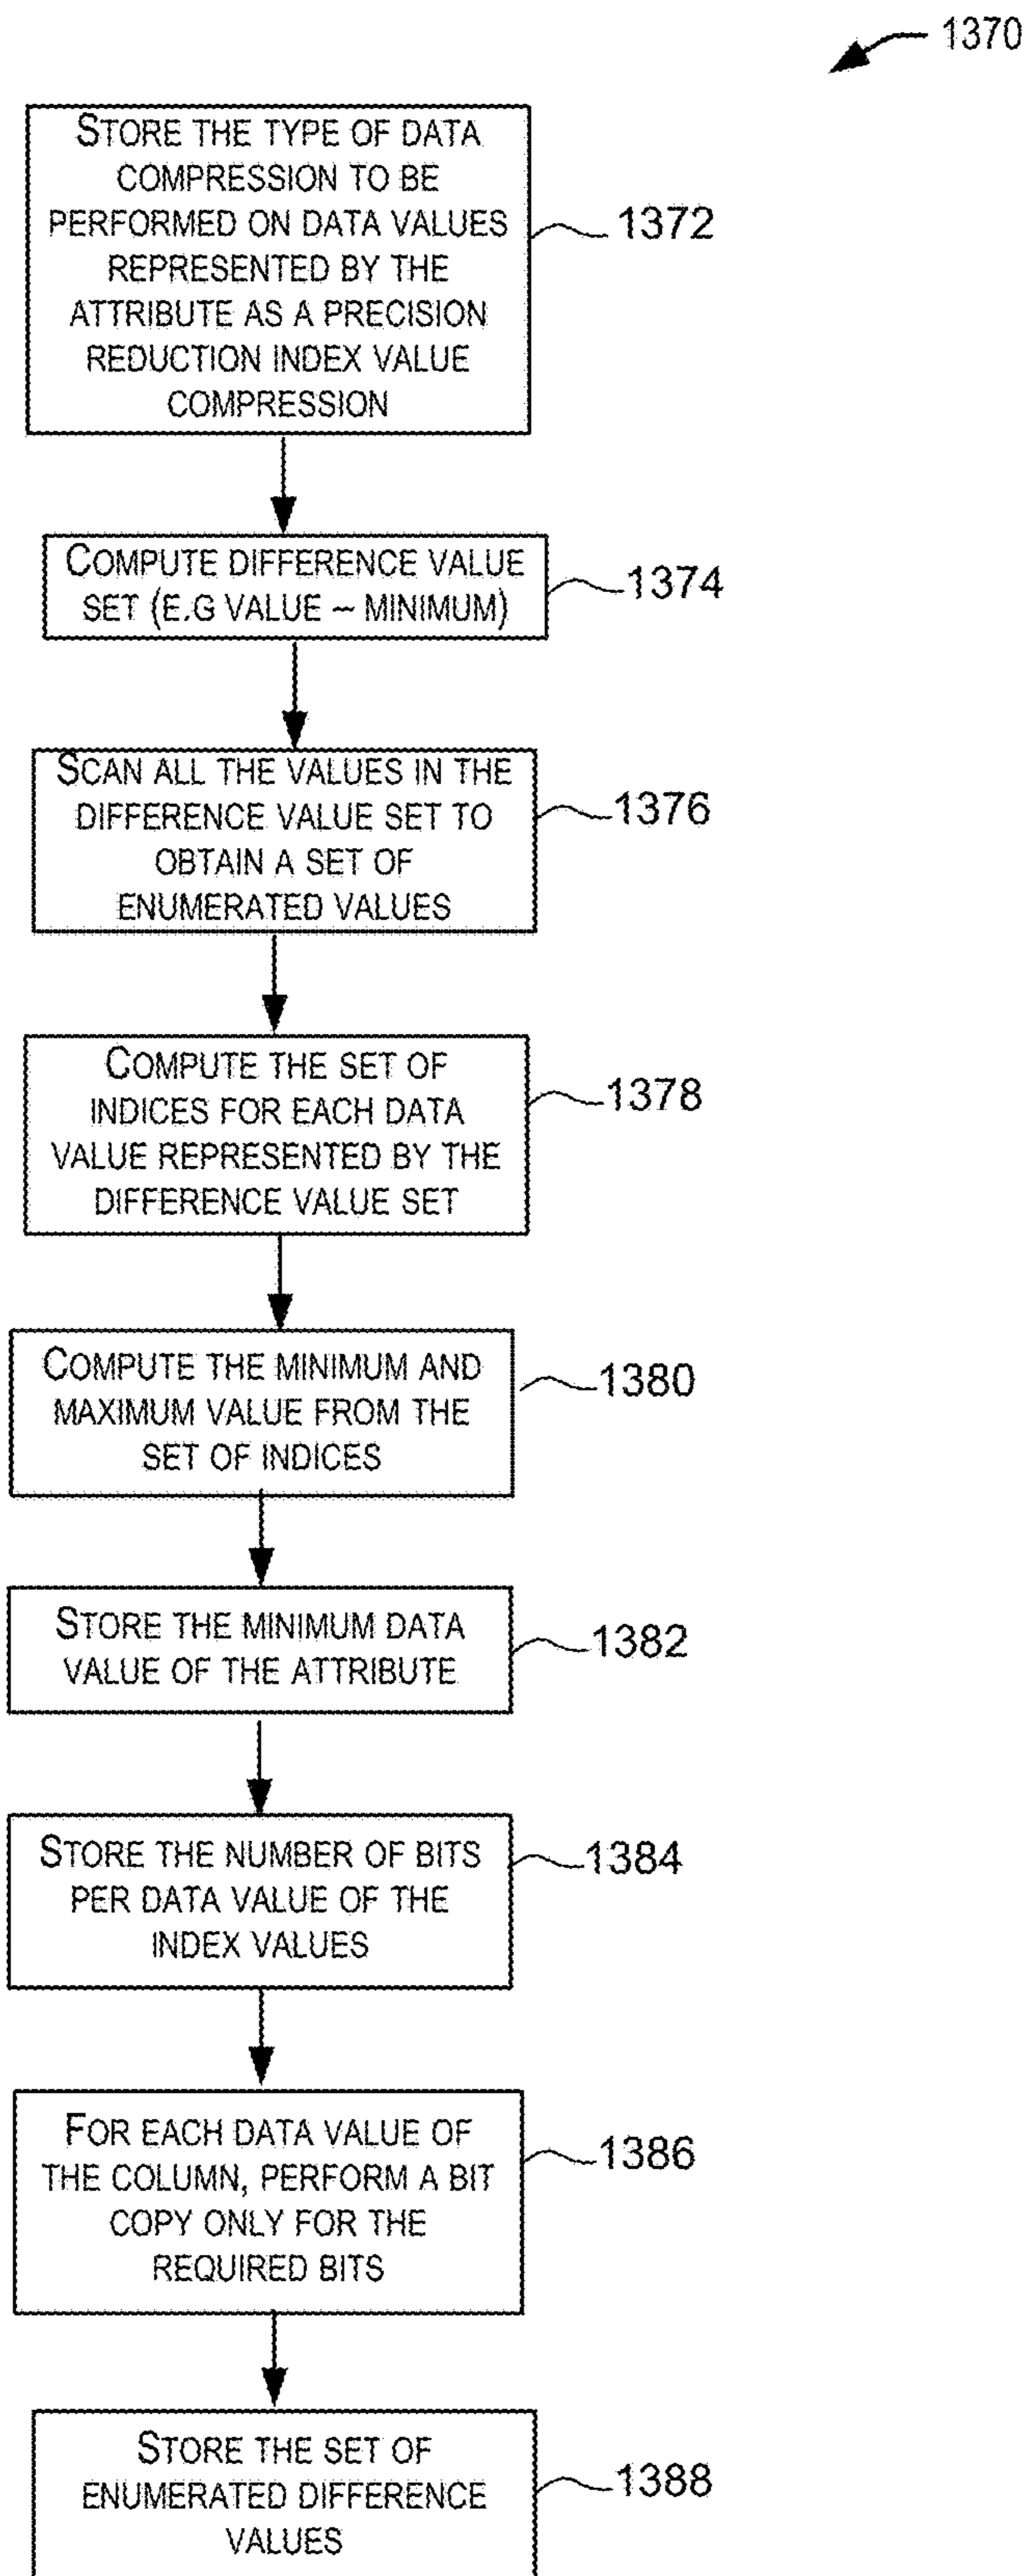 1370
STORE THE TYPE OF DATA
COMPRESSION TO BE
PERFORMED ON DATA VALUES
REPRESENTED BY THE
ATTRIBUTE AS A PRECISION
REDUCTION INDEX VALUE
COMPRESSION
1372
COMPUTE DIFFERENCE VALUE
SET (E.G VALUE – MINIMUM)
1374
SCAN ALL THE VALUES IN THE
DIFFERENCE VALUE SET TO
OBTAIN A SET OF
ENUMERATED VALUES
1376
COMPUTE THE SET OF
INDICES FOR EACH DATA
VALUE REPRESENTED BY THE
DIFFERENCE VALUE SET
1378
COMPUTE THE MINIMUM AND
MAXIMUM VALUE FROM THE
SET OF INDICES
1380
STORE THE MINIMUM DATA
VALUE OF THE ATTRIBUTE
1382
STORE THE NUMBER OF BITS
PER DATA VALUE OF THE
INDEX VALUES
1384
FOR EACH DATA VALUE OF
THE COLUMN, PERFORM A BIT
COPY ONLY FOR THE
REQUIRED BITS
1386
STORE THE SET OF
ENUMERATED DIFFERENCE
VALUES
1388